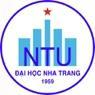 NTU
ĐẠI HỌC NHA TRANG
1959